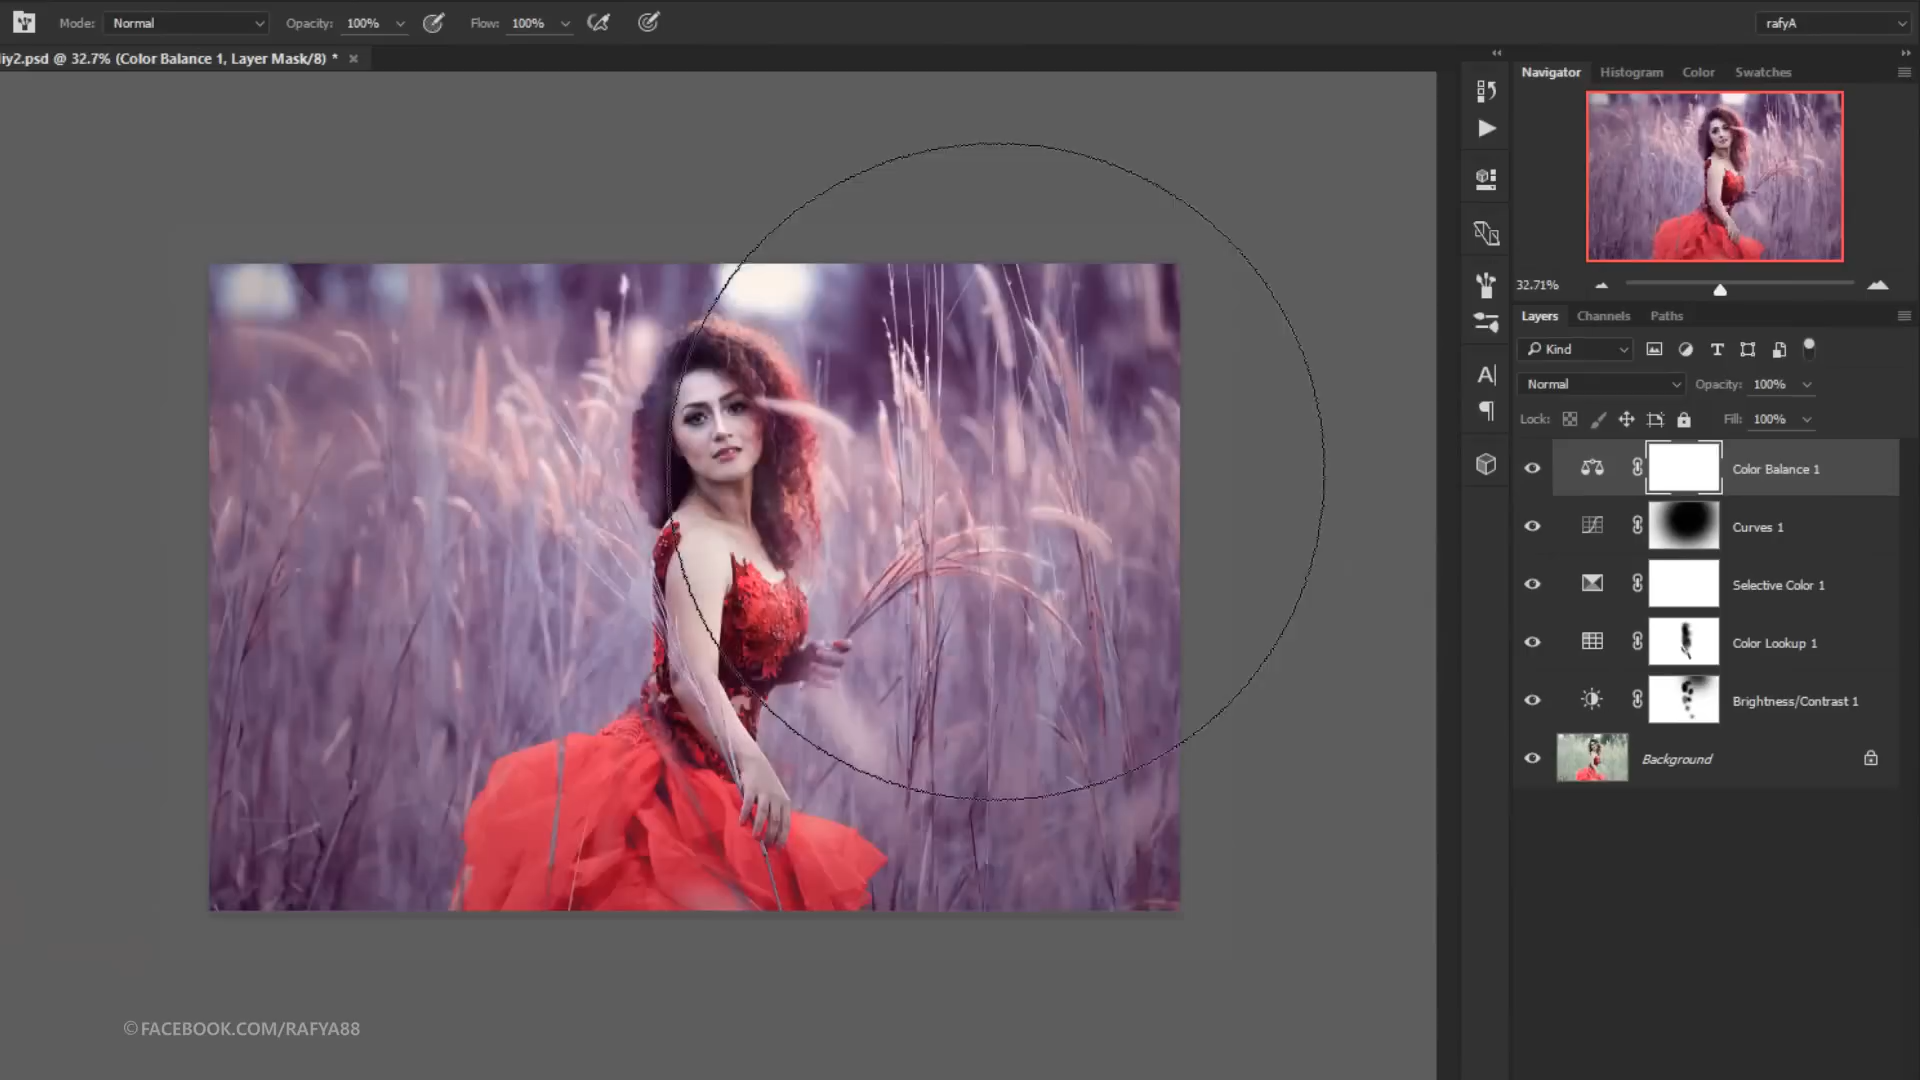 Mode: Normal Opacity: 100% Flow: 100% rafyA
iy2.psd @ 32.7% (Color Balance 1, Layer Mask/8) *
Navigator Histogram Color Swatches
32.71%
Layers Channels Paths
Kind
Normal Opacity: 100%
Lock: Fill: 100%
Color Balance 1
Curves 1
Selective Color 1
Color Lookup 1
Brightness/Contrast 1
Background
©FACEBOOK.COM/RAFYA88